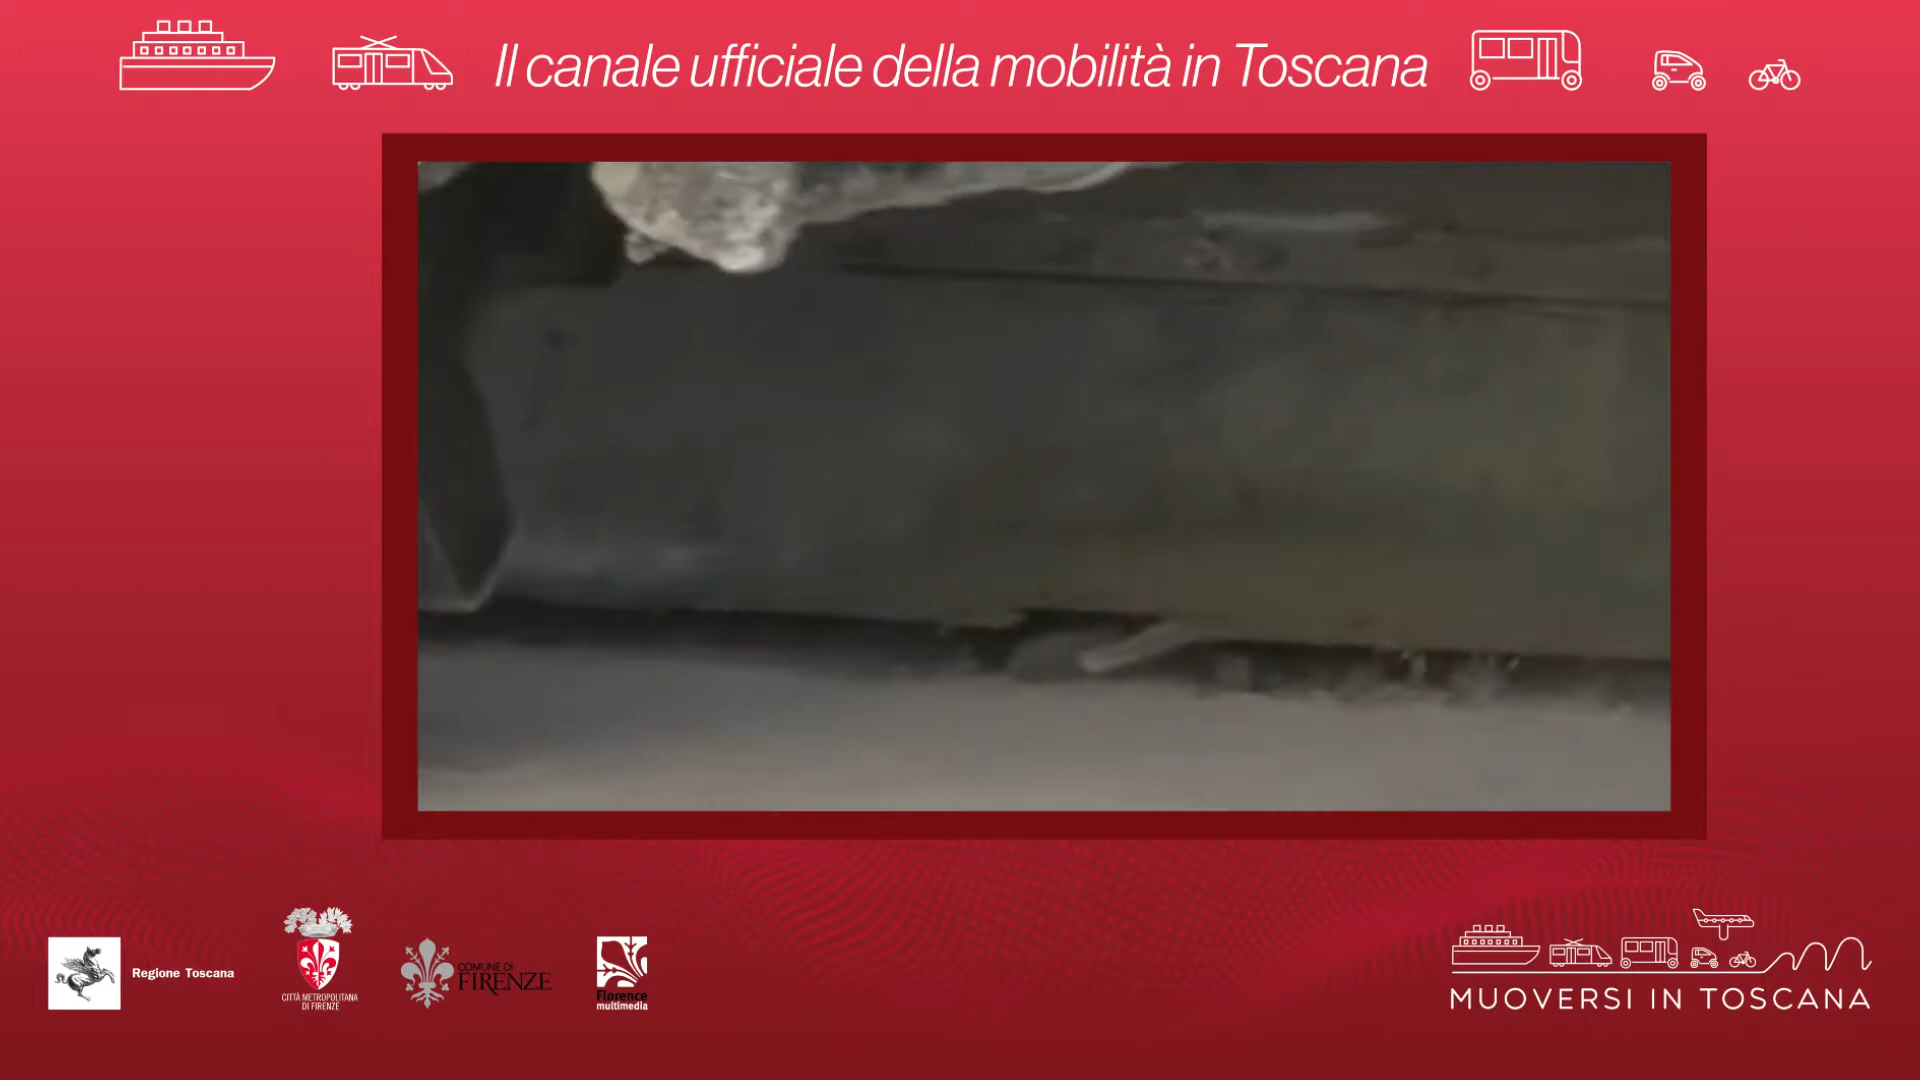 Il canale ufficiale della mobilità in Toscana
Regione Toscana
CITTÀ METROPOLITANA
DI FIRENZE
COMUNE DI
FIRENZE
Florence
multimedia
MUOVERSI IN TOSCANA